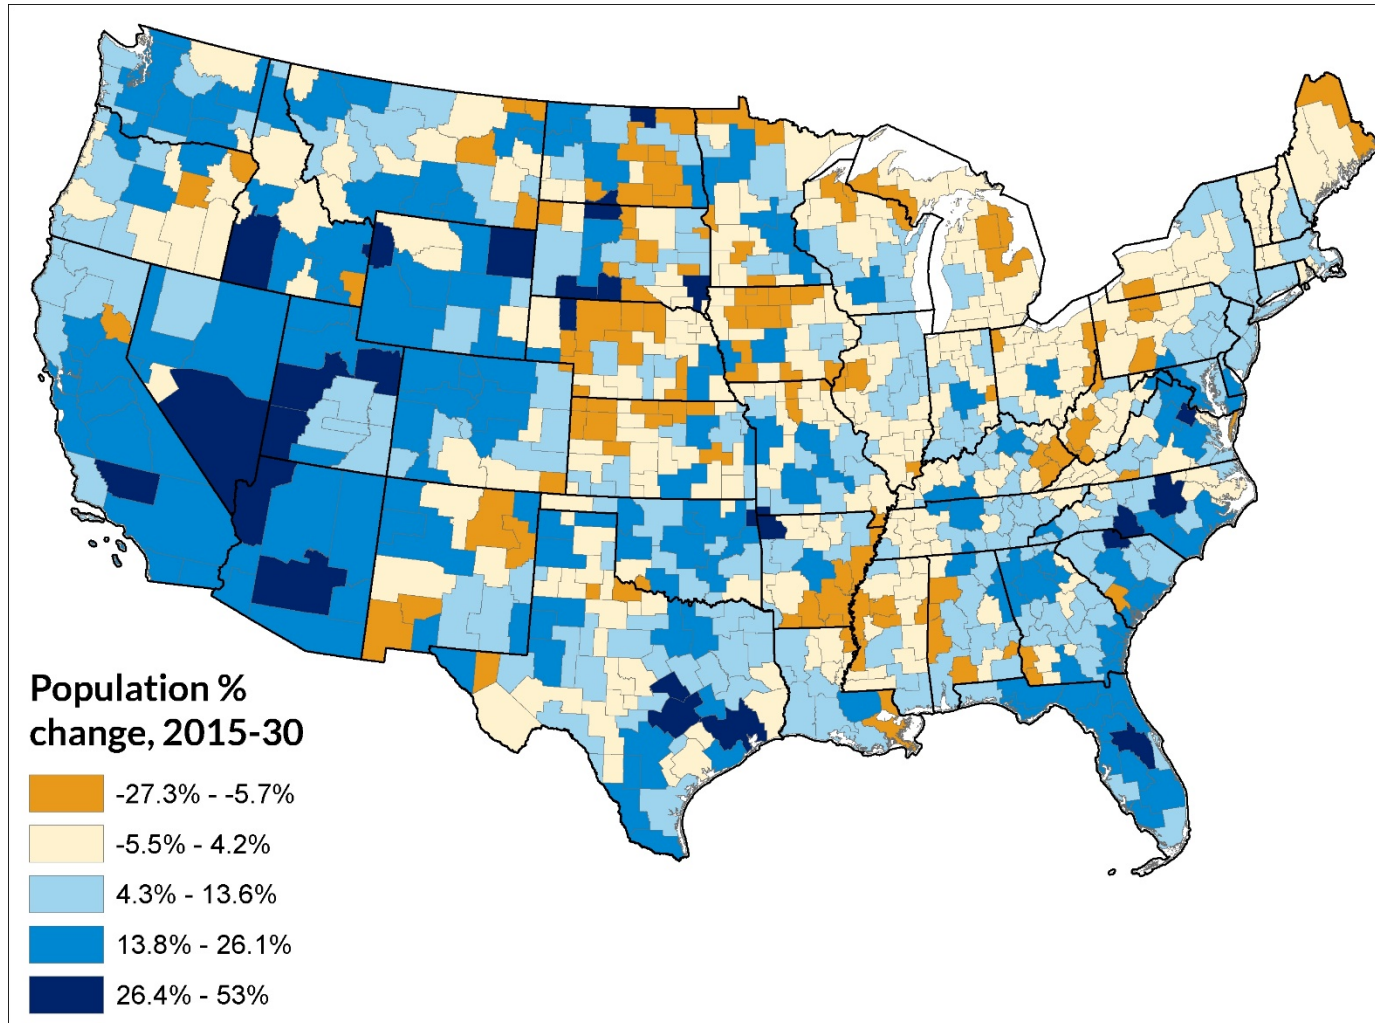 Population %
change, 2015-30
-27.3% - -5.7%
-5.5% - 4.2%
4.3% - 13.6%
13.8% - 26.1%
26.4% - 53%